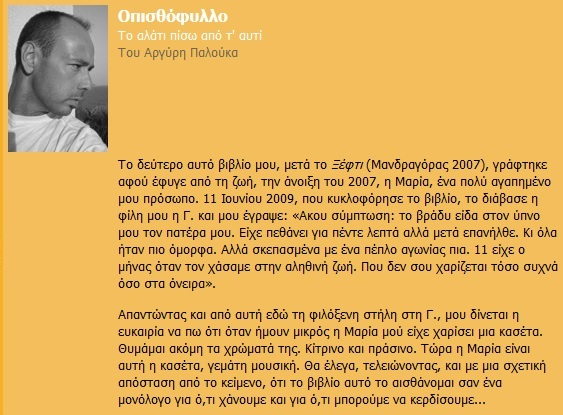 Οπισθόφυλλο
Το αλάτι πίσω από τ' αυτί
Του Αργύρη Παλούκα
Το δεύτερο αυτό βιβλίο μου, μετά το Ξέφτι (Μανδραγόρας 2007), γράφτηκε
αφού έφυγε από τη ζωή, την άνοιξη του 2007, η Μαρία, ένα πολύ αγαπημένο
μου πρόσωπο. 11 Ιουνίου 2009, που κυκλοφόρησε το βιβλίο, το διάβασε η
φίλη μου η Γ. και μου έγραψε: «Ακου σύμπτωση: το βράδυ είδα στον ύπνο
μου τον πατέρα μου. Είχε πεθάνει για πέντε λεπτά αλλά μετά επανήλθε. Κι όλα
ήταν πιο όμορφα. Αλλά σκεπασμένα με ένα πέπλο αγωνίας πια. 11 είχε ο
μήνας όταν τον χάσαμε στην αληθινή ζωή. Που δεν σου χαρίζεται τόσο συχνά
όσο στα όνειρα».
Απαντώντας και από αυτή εδώ τη φιλόξενη στήλη στη Γ., μου δίνεται η
ευκαιρία να πω ότι όταν ήμουν μικρός η Μαρία μού είχε χαρίσει μια κασέτα.
Θυμάμαι ακόμη τα χρώματά της. Κίτρινο και πράσινο. Τώρα η Μαρία είναι
αυτή η κασέτα, γεμάτη μουσική. Θα έλεγα, τελειώνοντας, και με μια σχετική
απόσταση από το κείμενο, ότι το βιβλίο αυτό το αισθάνομαι σαν ένα
μονόλογο για ό,τι χάνουμε και για ό,τι μπορούμε να κερδίσουμε...